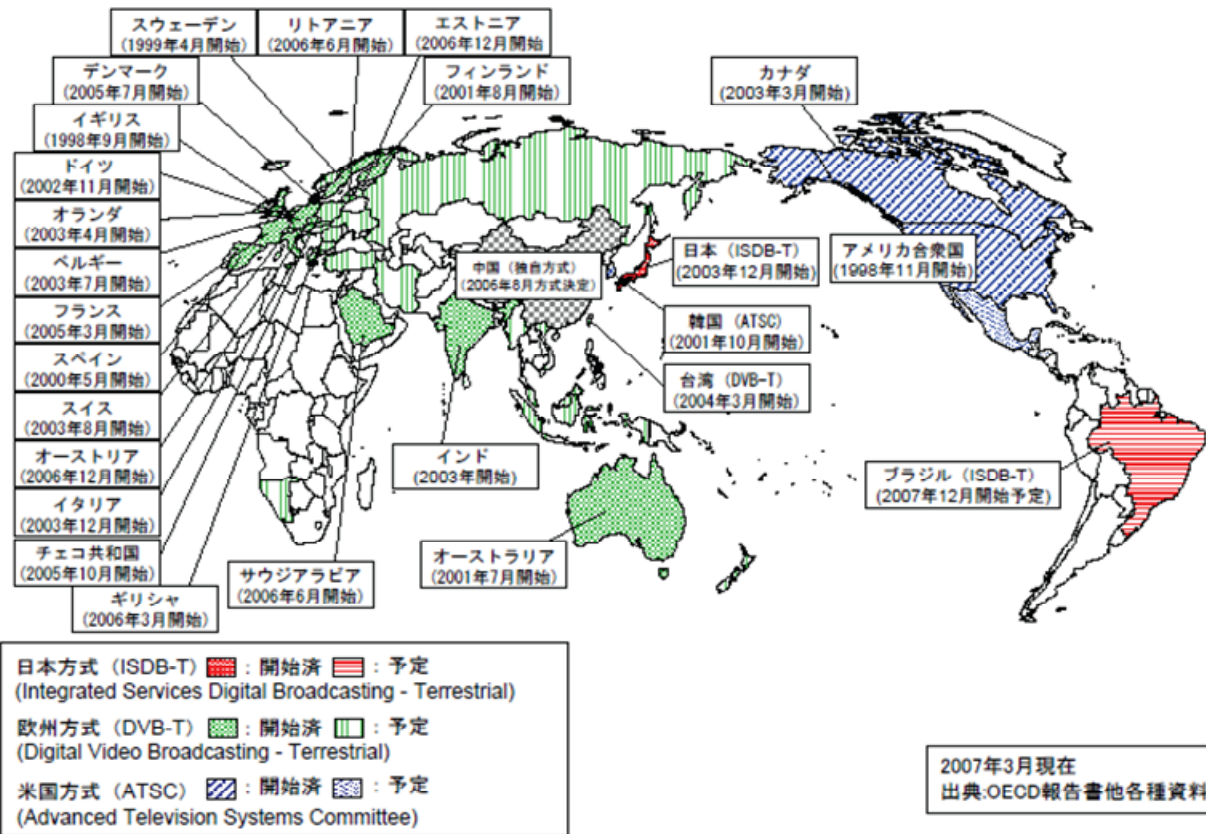 スウェーデン
(1999年4月開始)
リトアニア
(2006年6月開始)
エストニア
(2006年12月開始
デンマーク
(2005年7月開始)
フィンランド
(2001年8月開始)
カナダ
(2003年3月開始)
イギリス
(1998年9月開始)
ドイツ
(2002年11月開始)
オランダ
(2003年4月開始)
ベルギー
(2003年7月開始)
フランス
(2005年3月開始)
スペイン
(2000年5月開始)
スイス
(2003年8月開始)
オーストリア
(2006年12月開始)
イタリア
(2003年12月開始)
チェコ共和国
(2005年10月開始)
ギリシャ
(2006年3月開始)
サウジアラビア
(2006年6月開始)
インド
(2003年開始)
中国(独自方式)
(2006年8月方式決定)
日本(ISDB-T)
(2003年12月開始)
韓国(ATSC)
(2001年10月開始)
台湾(DVB-T)
(2004年3月開始)
オーストラリア
(2001年7月開始)
アメリカ合衆国
(1998年11月開始)
ブラジル(ISDB-T)
(2007年12月開始予定)
日本方式(ISDB-T) : 開始済 : 予定
(Integrated Services Digital Broadcasting - Terrestrial)
欧州方式(DVB-T) : 開始済 : 予定
(Digital Video Broadcasting - Terrestrial)
米国方式(ATSC) : 開始済 : 予定
(Advanced Television Systems Committee)
2007年3月現在
出典:OECD報告書他各種資料